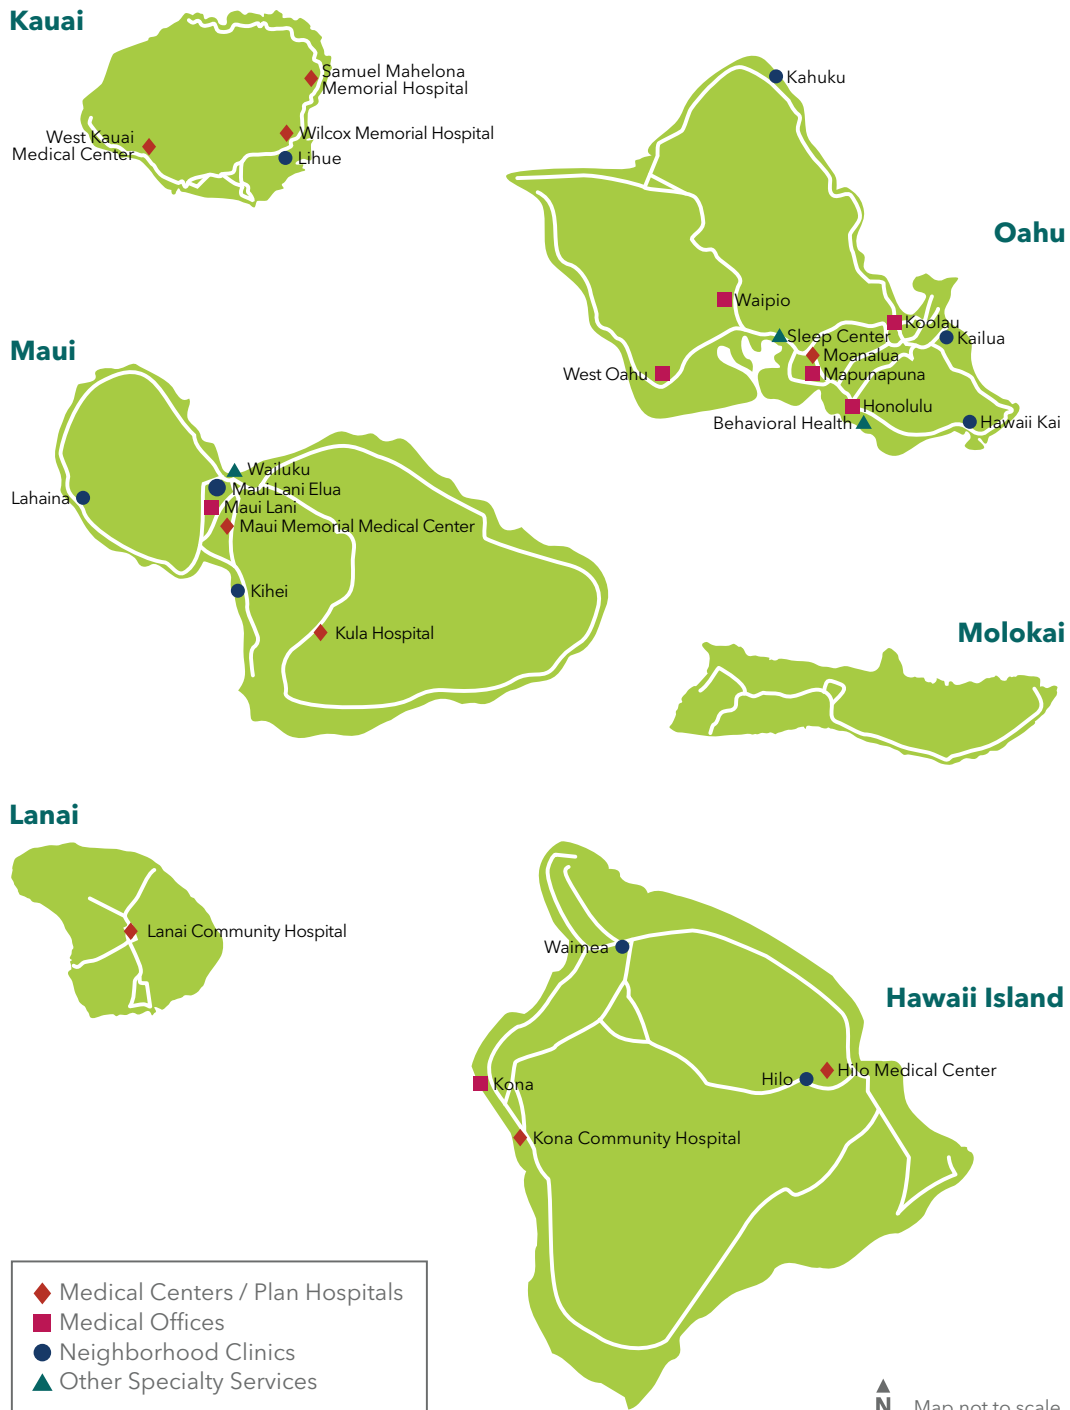 Kauai
Samuel Mahelona
Memorial Hospital
West Kauai
Medical Center
Wilcox Memorial Hospital
Lihue
Oahu
Kahuku
Waipio
Koolau
Sleep Center
Kailua
Moanalua
West Oahu
Mapunapuna
Honolulu
Behavioral Health
Hawaii Kai
Maui
Wailuku
Maui Lani Elua
Lahaina
Maui Lani
Maui Memorial Medical Center
Kihei
Kula Hospital
Molokai
Lanai
Lanai Community Hospital
Hawaii Island
Waimea
Hilo Medical Center
Hilo
Kona
Kona Community Hospital
Medical Centers / Plan Hospitals
Medical Offices
Neighborhood Clinics
Other Specialty Services
N
Map not to scale